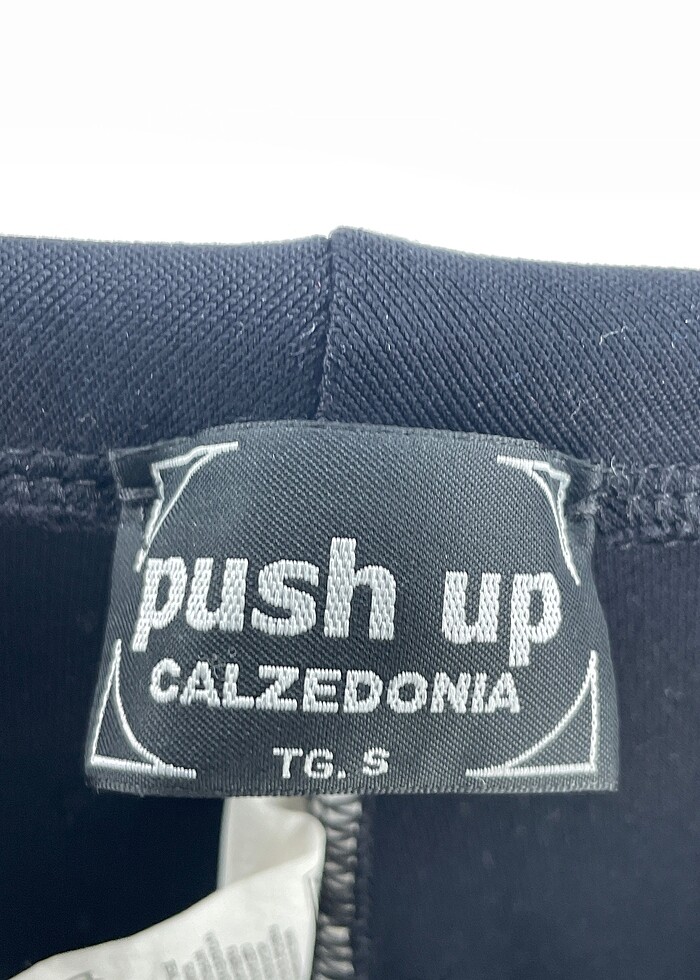 push up
CALZEDONIA
TG. S